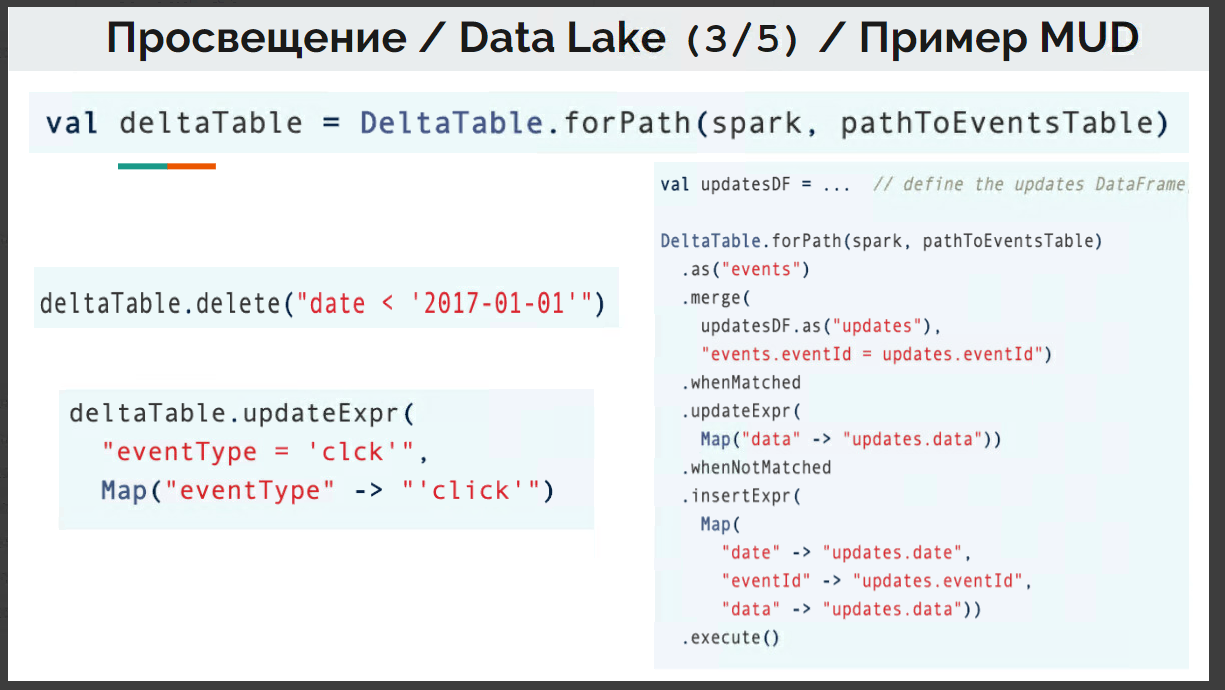 Просвещение / Data Lake (3/5) / Пример MUD
val deltaTable = DeltaTable.forPath(spark, pathToEventsTable)
deltaTable.delete("date < '2017-01-01'")
deltaTable.updateExpr(
"eventType = 'clck'",
Map("eventType" -> "'click'")
val updatesDF = ... // define the updates DataFrame
DeltaTable.forPath(spark, pathToEventsTable)
.as("events")
.merge(
updatesDF.as("updates"),
"events.eventId = updates.eventId")
.whenMatched
.updateExpr(
Map("data" -> "updates.data"))
.whenNotMatched
.insertExpr(
Map(
"date" -> "updates.date",
"eventId" -> "updates.eventId",
"data" -> "updates.data"))
.execute()